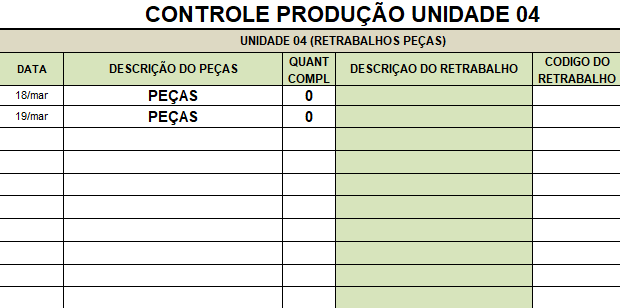 CONTROLE PRODUÇÃO UNIDADE 04
UNIDADE 04 (RETRABALHOS PEÇAS)
DATA DESCRIÇÃO DO PEÇAS QUANT COMPL DESCRIÇAO DO RETRABALHO CODIGO DO RETRABALHO
18/mar PEÇAS 0
19/mar PEÇAS 0